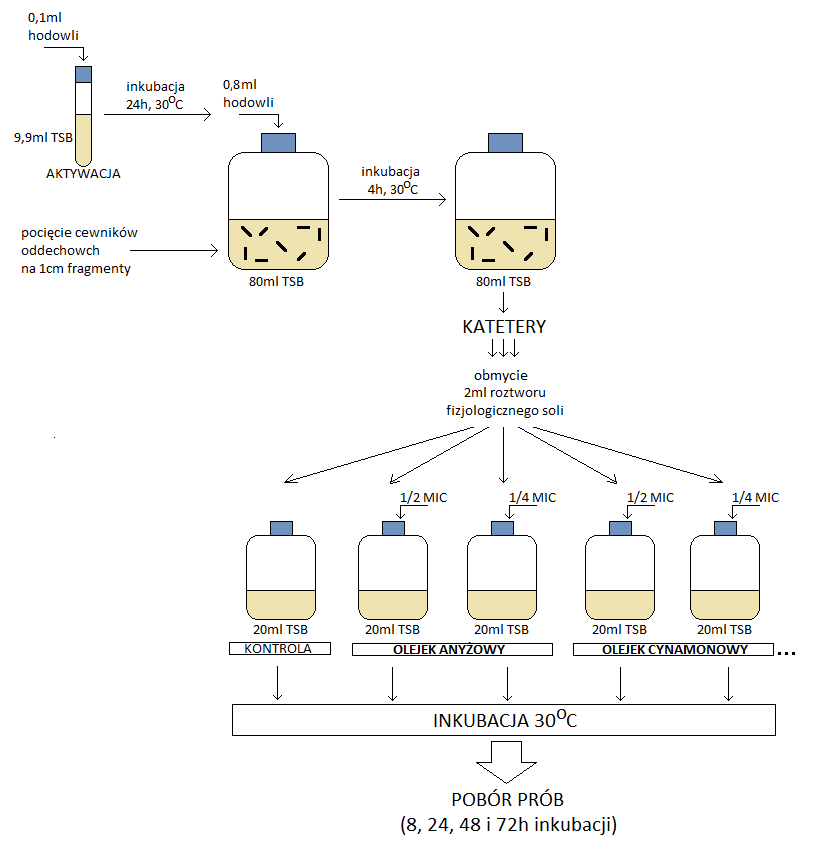 0,1ml
hodowli
9,9ml TSB
AKTYWACJA
inkubacja
24h, 30OC
0,8ml
hodowli
inkubacja
4h, 30OC
pocięcie cewników
oddechowch
na 1cm fragmenty
80ml TSB
80ml TSB
KATETERY
obmycie
2ml roztworu
fizjologicznego soli
1/2 MIC
1/4 MIC
1/2 MIC
1/4 MIC
20ml TSB
20ml TSB
20ml TSB
20ml TSB
20ml TSB
KONTROLA
OLEJEK ANYŻOWY
OLEJEK CYNAMONOWY
...
INKUBACJA 30OC
POBÓR PRÓB
(8, 24, 48 i 72h inkubacji)